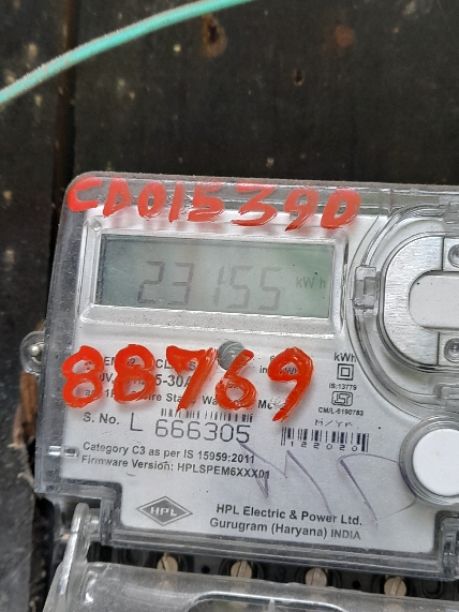 CD015390
23155 kWh
88769
kWh
IS:13779
CM/L-6190783
S. No. L 666305
M/YR
122020
Category C3 as per IS 15959:2011
Firmware Version: HPLSPEM6XXX01
HPL
HPL Electric & Power Ltd.
Gurugram (Haryana) INDIA